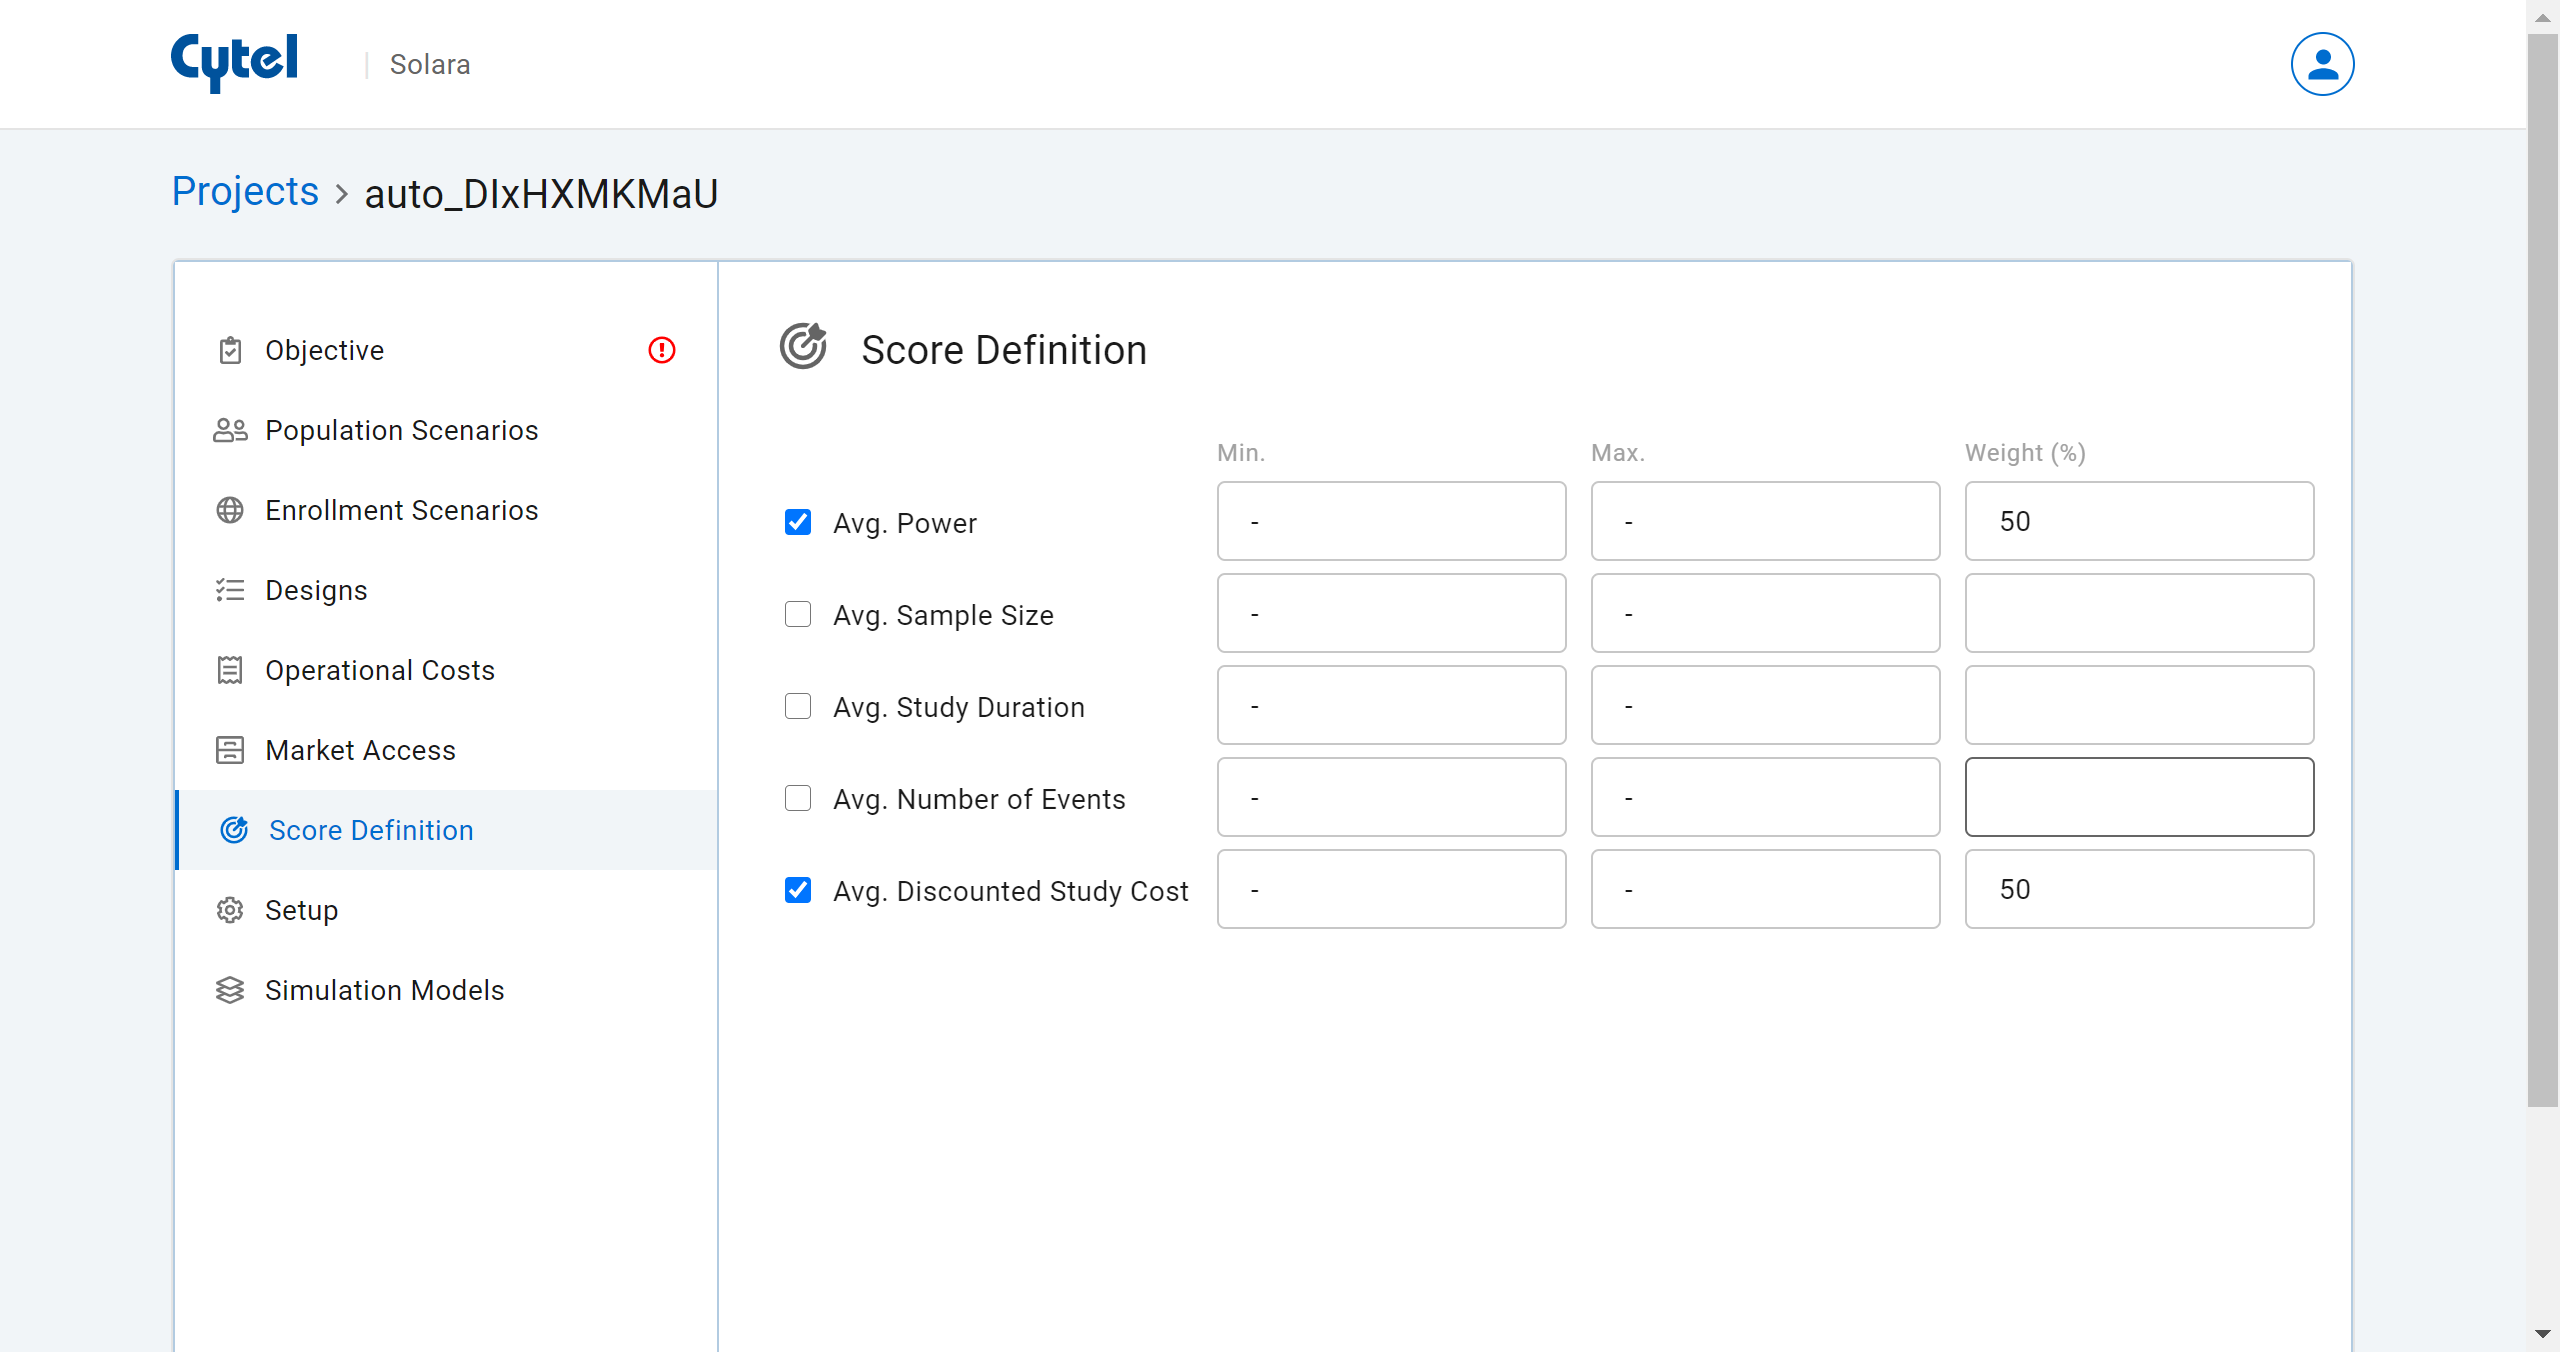 Cytel | Solara
Projects > auto_DIxHXMKMaU
Objective
Population Scenarios
Enrollment Scenarios
Designs
Operational Costs
Market Access
Score Definition
Setup
Simulation Models
Score Definition
Min. Max. Weight (%)
Avg. Power - - 50
Avg. Sample Size - -
Avg. Study Duration - -
Avg. Number of Events - -
Avg. Discounted Study Cost - - 50